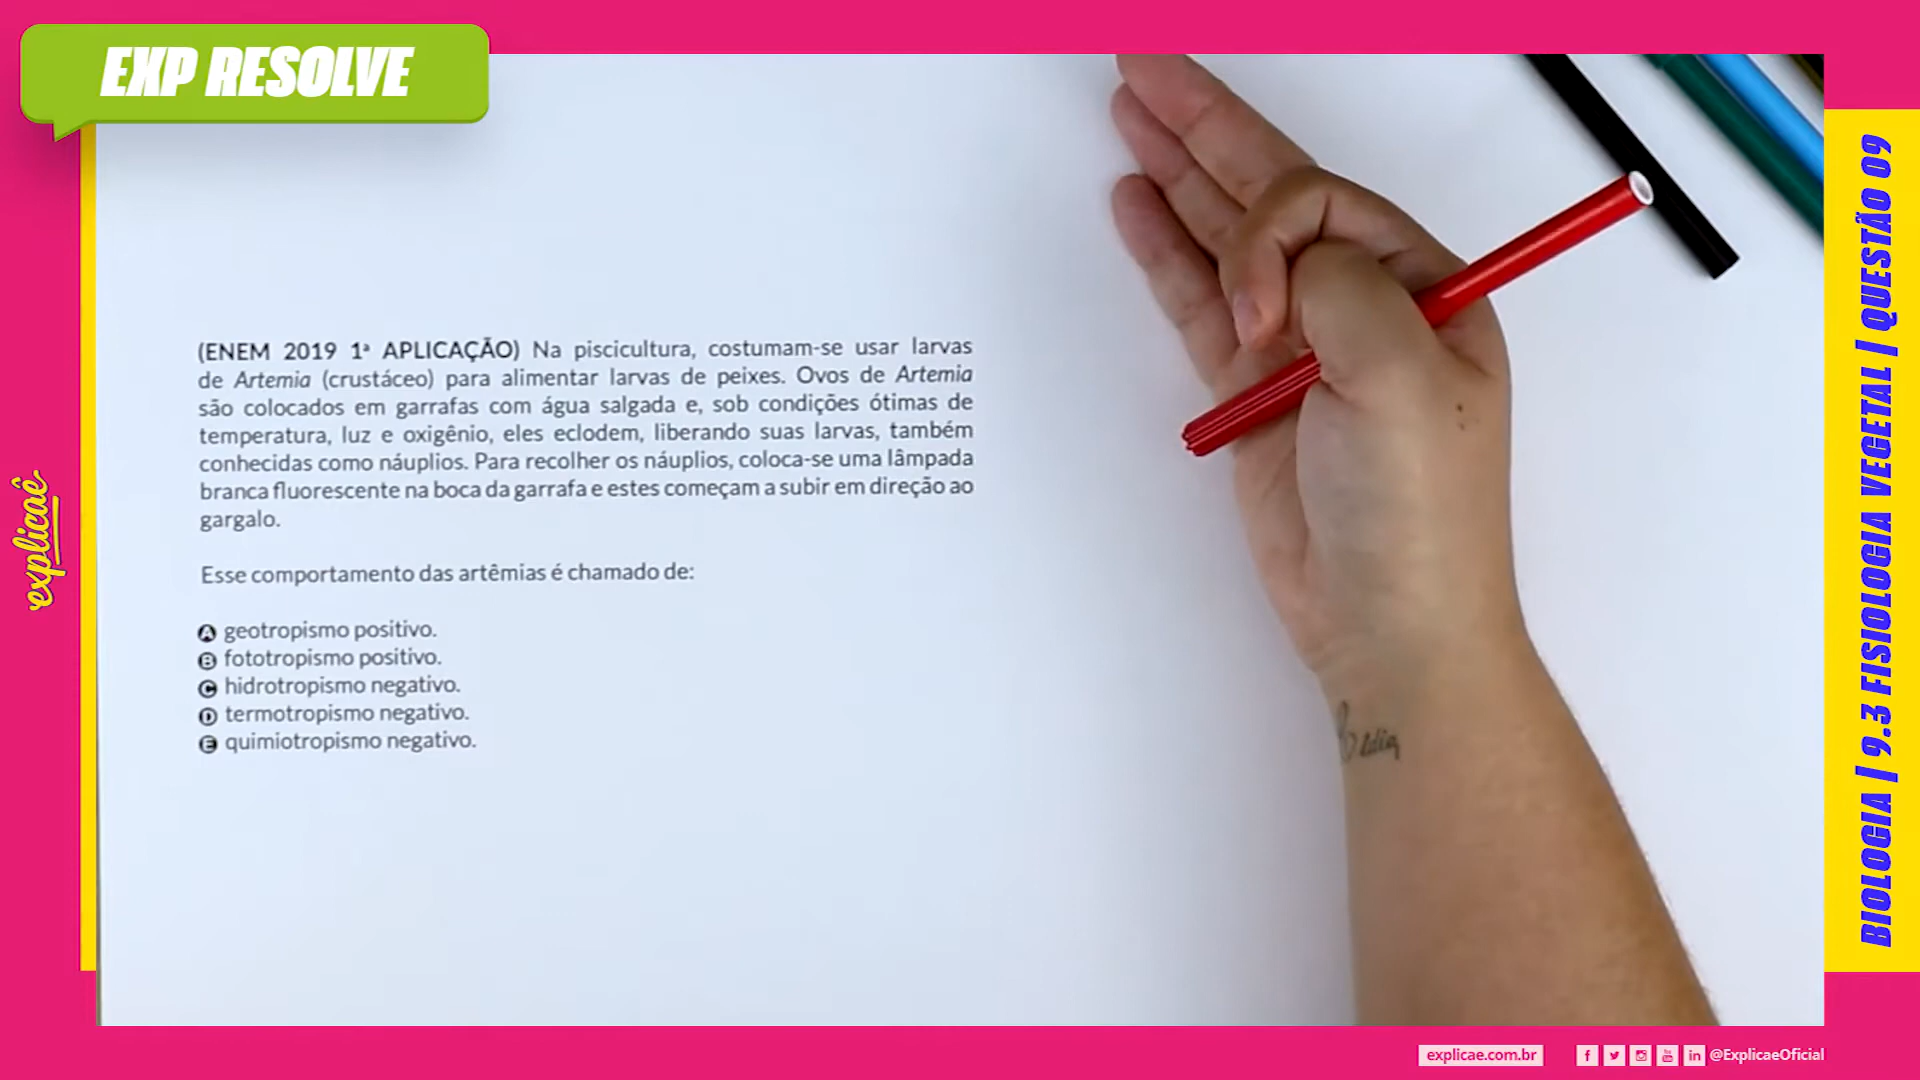 EXP RESOLVE
(ENEM 2019 1ª APLICAÇÃO) Na piscicultura, costumam-se usar larvas
de Artemia (crustáceo) para alimentar larvas de peixes. Ovos de Artemia
são colocados em garrafas com água salgada e, sob condições ótimas de
temperatura, luz e oxigênio, eles eclodem, liberando suas larvas, também
conhecidas como náuplios. Para recolher os náuplios, coloca-se uma lâmpada
branca fluorescente na boca da garrafa e estes começam a subir em direção ao
gargalo.
Esse comportamento das artêmias é chamado de:
A geotropismo positivo.
B fototropismo positivo.
C hidrotropismo negativo.
D termotropismo negativo.
E quimiotropismo negativo.
explicaê
BIOLOGIA | 9.3 FISIOLOGIA VEGETAL | QUESTÃO 09
explicae.com.br
@ExplicaeOficial